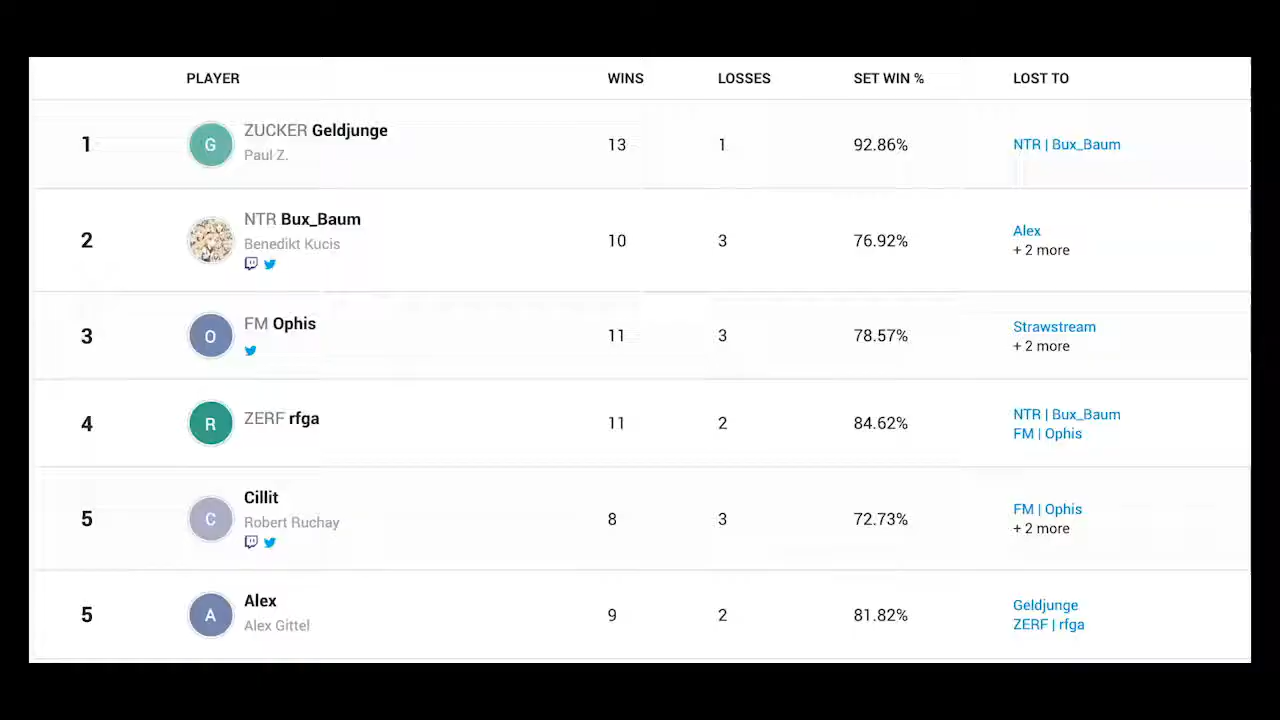 PLAYER WINS LOSSES SET WIN % LOST TO
1 G ZUCKER Geldjunge 13 1 92.86% NTR | Bux_Baum
Paul Z.
2 NTR Bux_Baum 10 3 76.92% Alex
Benedikt Kucis + 2 more
3 O FM Ophis 11 3 78.57% Strawstream
+ 2 more
4 R ZERF rfga 11 2 84.62% NTR | Bux_Baum
FM | Ophis
5 C Cillit 8 3 72.73% FM | Ophis
Robert Ruchay + 2 more
5 A Alex 9 2 81.82% Geldjunge
Alex Gittel ZERF | rfga